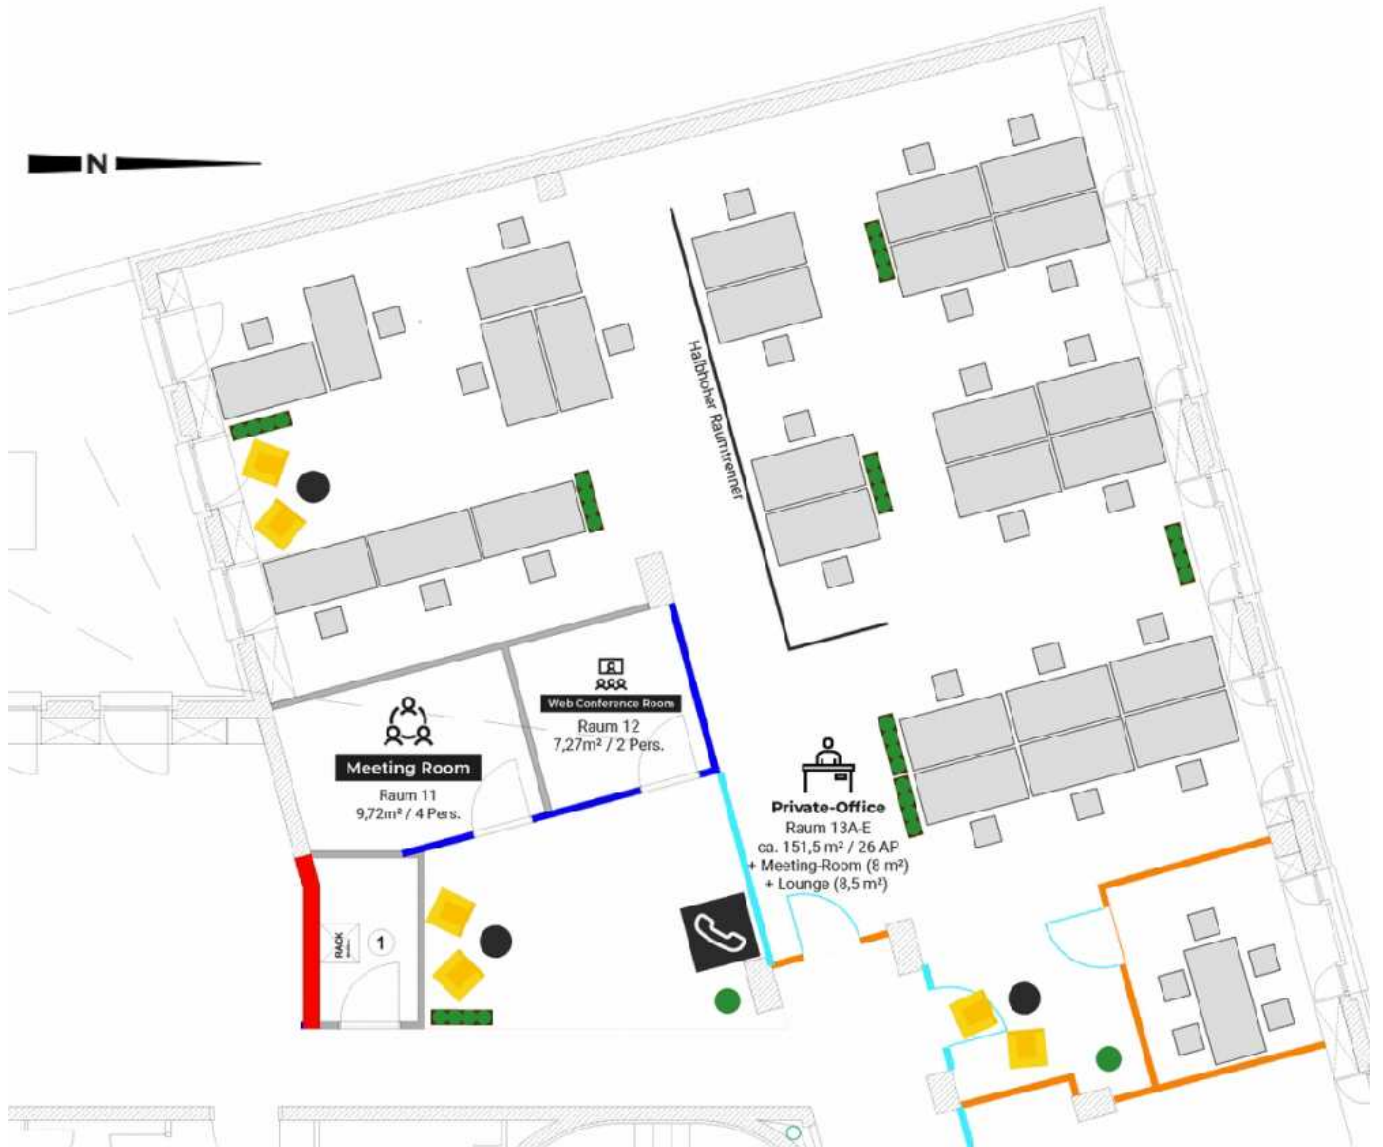 N
Halbhoher Raumtrenner
Web Conference Room
Raum 12
7,27m² / 2 Pers.
Meeting Room
Raum 11
9,72m² / 4 Pers.
Private-Office
Raum 13A-E
ca. 151,5 m² / 26 AP
+ Meeting-Room (8 m²)
+ Lounge (8,5 m²)
RACK
1